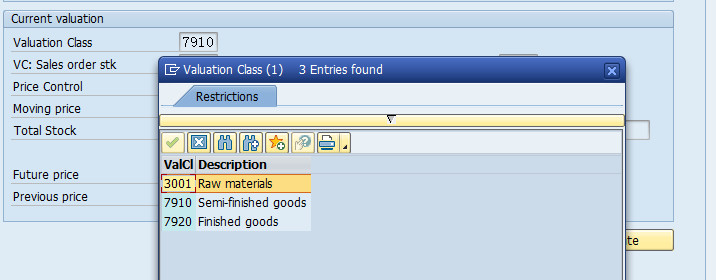 Current valuation
Valuation Class 7910
VC: Sales order stk
Valuation Class (1) 3 Entries found
Price Control
Restrictions
Moving price
Total Stock
ValCl Description
Future price
3001 Raw materials
Previous price
7910 Semi-finished goods
7920 Finished goods
te